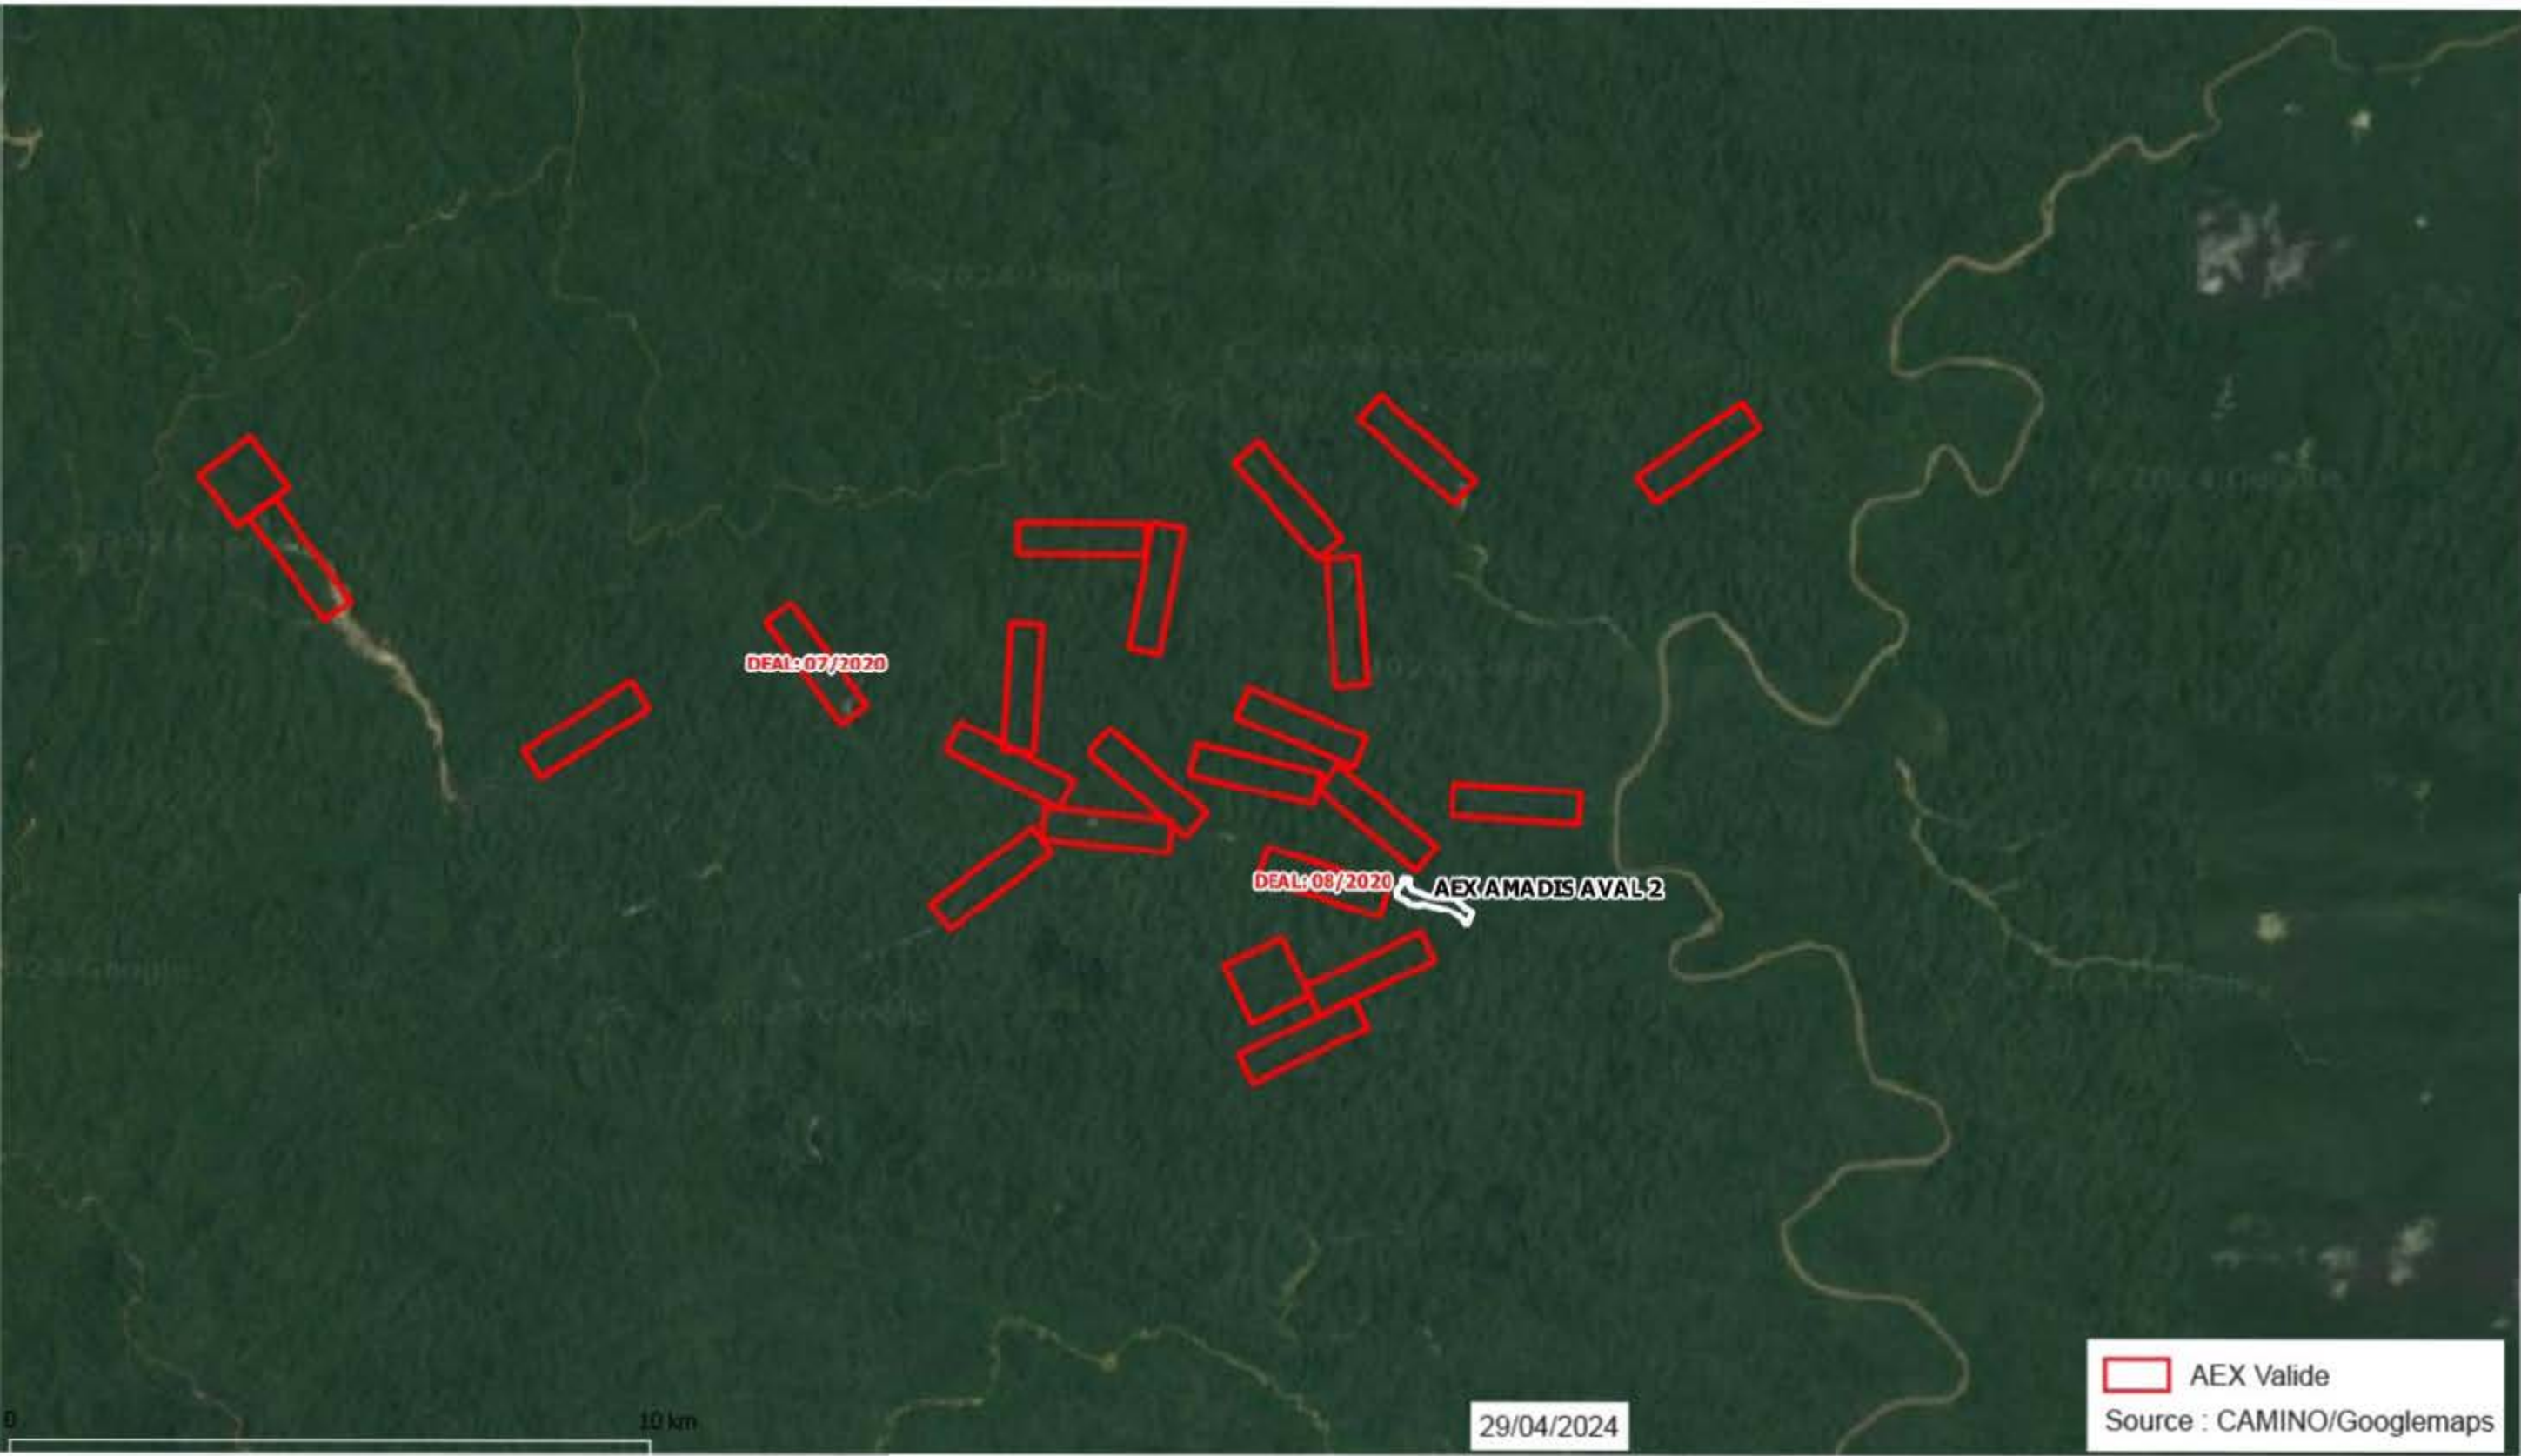 DEAL: 07/2020
DEAL: 08/2020
AEX AMADIS AVAL 2
0
10 km
29/04/2024
AEX Valide
Source : CAMINO/Googlemaps